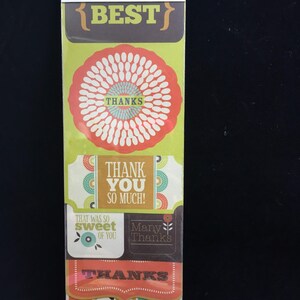 {BEST}
THANKS
THANK
YOU
SO MUCH!
THAT WAS SO
sweet
OF YOU
Many
Thanks
THANKS